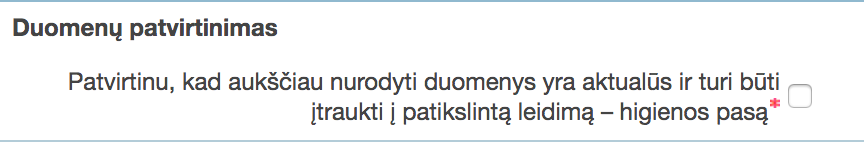 Duomenų patvirtinimas
Patvirtinu, kad aukščiau nurodyti duomenys yra aktualūs ir turi būti
įtraukti į patikslintą leidimą – higienos pasą*